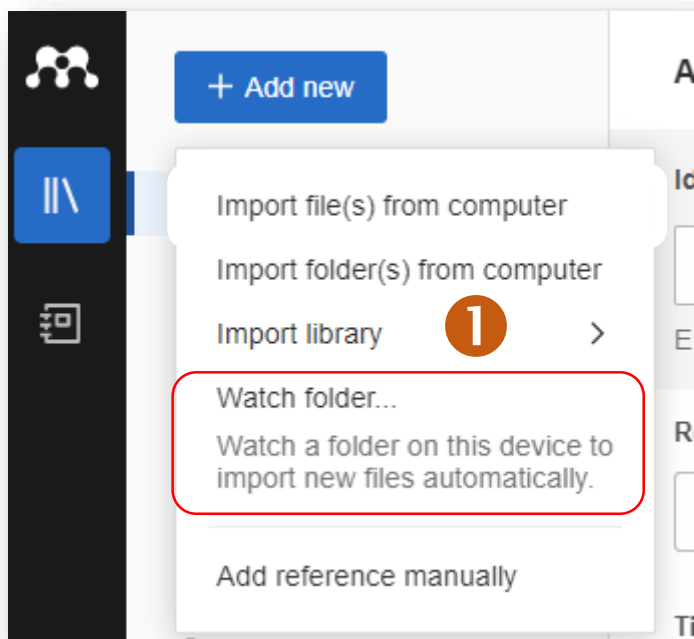 + Add new
Import file(s) from computer
Import folder(s) from computer
Import library
1
Watch folder...
Watch a folder on this device to
import new files automatically.
Add reference manually